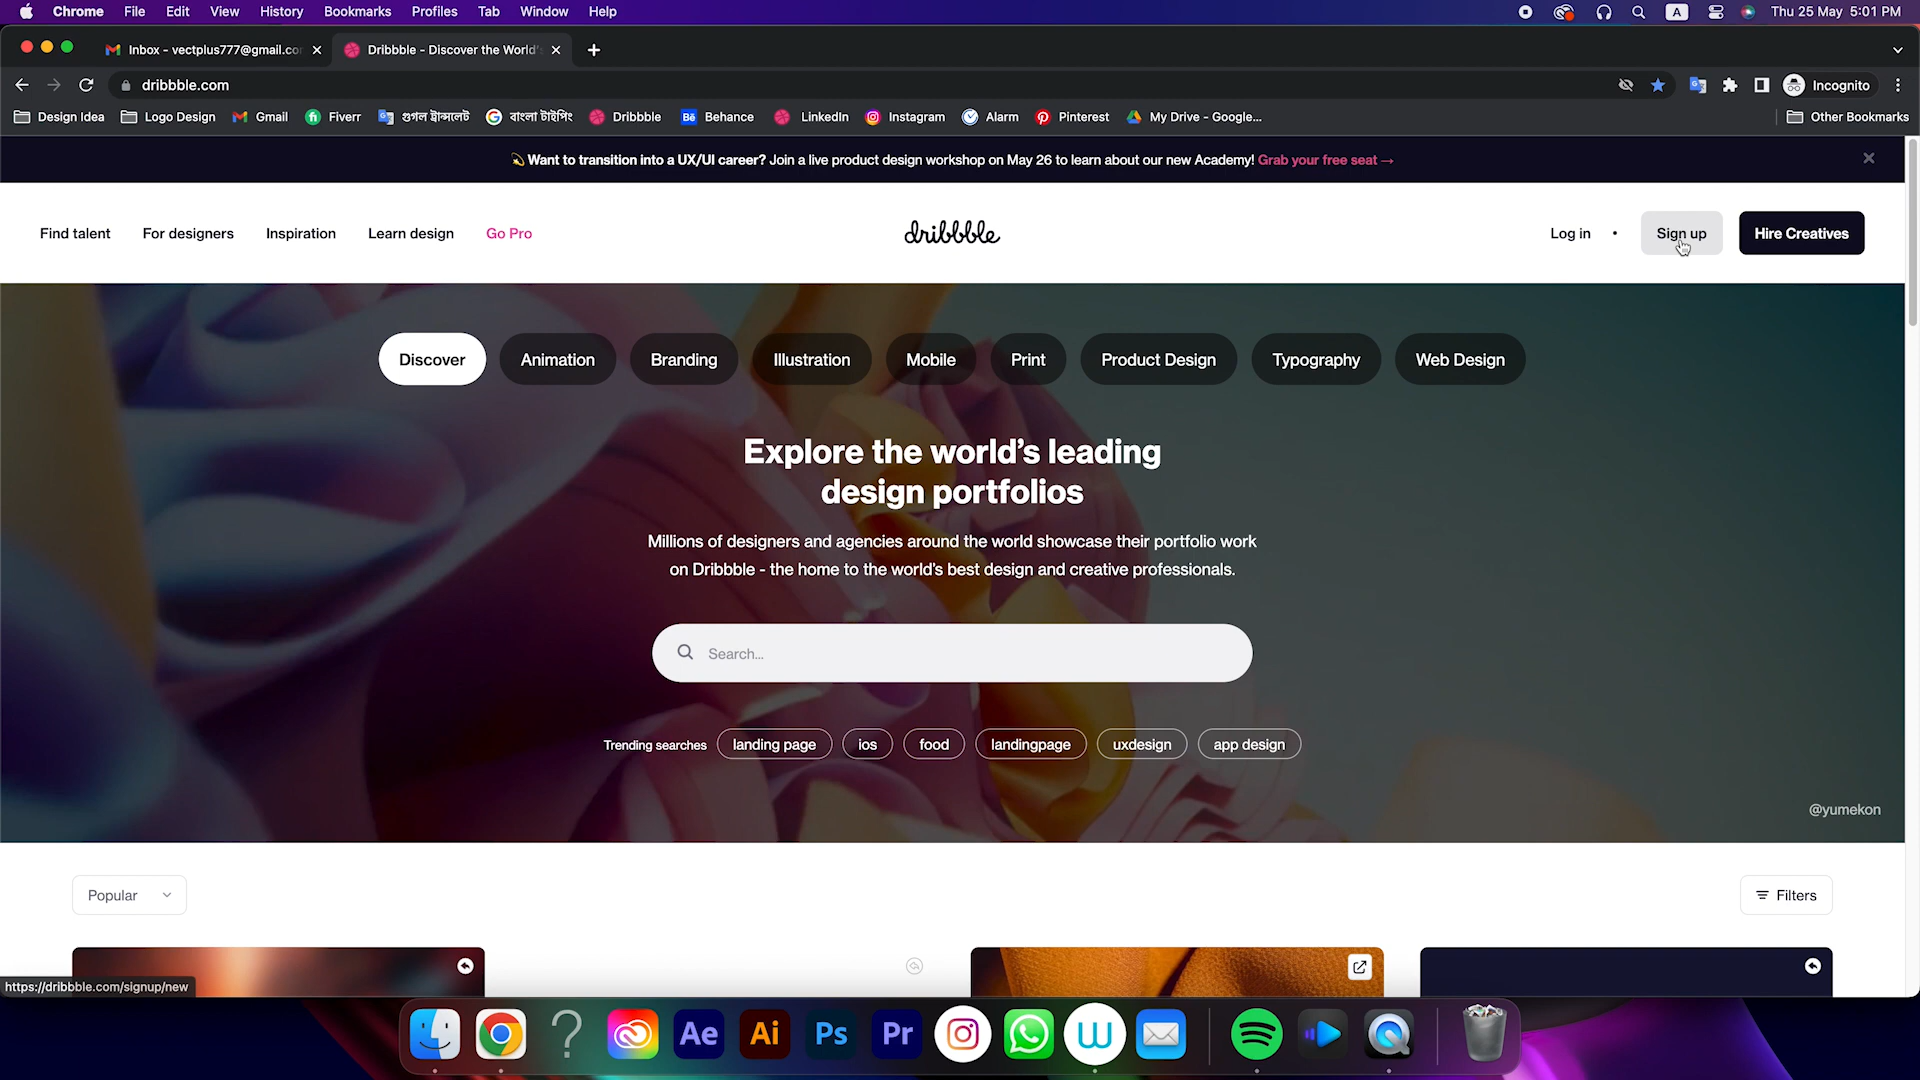 Chrome File Edit View History Bookmarks Profiles Tab Window Help A Thu 25 May 5:01 PM
Inbox - vectplus777@gmail.co Dribbble - Discover the World's
dribbble.com Incognito
Design Idea Logo Design Gmail Fiverr গুগল ট্রান্সলেট বাংলা টাইপিং Dribbble Behance LinkedIn Instagram Alarm Pinterest My Drive - Google... Other Bookmarks
Want to transition into a UX/UI career? Join a live product design workshop on May 26 to learn about our new Academy! Grab your free seat →
Find talent For designers Inspiration Learn design Go Pro dribbble Log in • Sign up Hire Creatives
Discover Animation Branding Illustration Mobile Print Product Design Typography Web Design
Explore the world's leading
design portfolios
Millions of designers and agencies around the world showcase their portfolio work
on Dribbble - the home to the world's best design and creative professionals.
Search...
Trending searches landing page ios food landingpage uxdesign app design
@yumekon
Popular Filters
https://dribbble.com/signup/new
Ae Ai Ps Pr